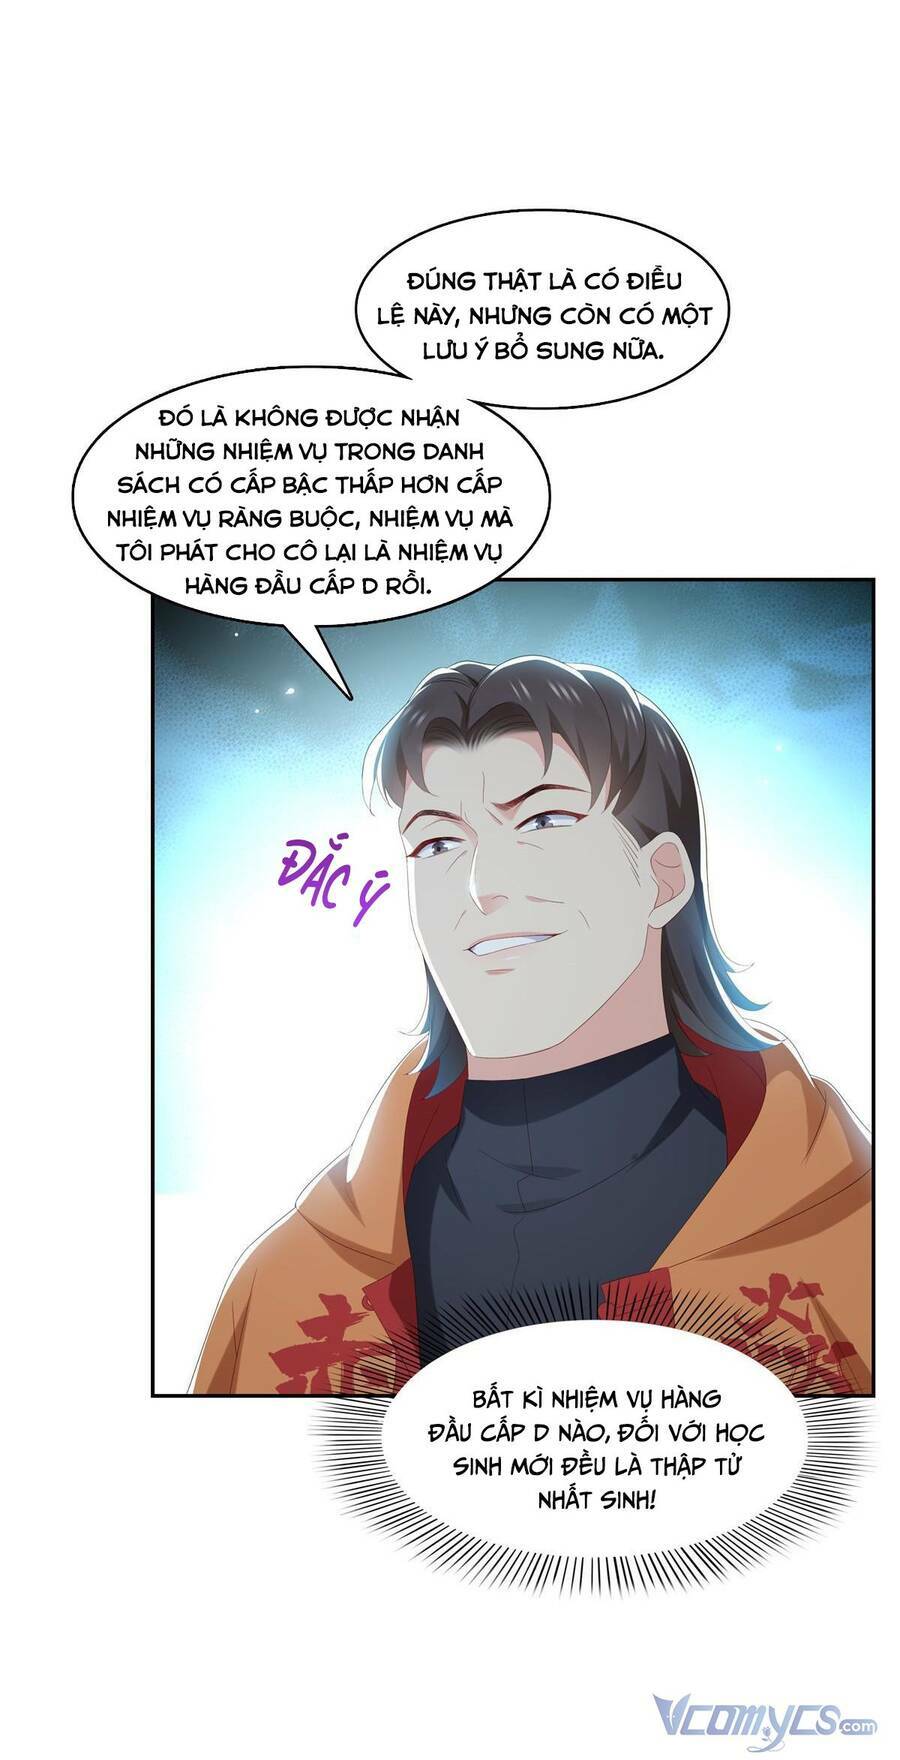 ĐÚNG THẬT LÀ CÓ ĐIỀU
LỆ NÀY, NHƯNG CÒN CÓ MỘT
LƯU Ý BỔ SUNG NỮA.
ĐÓ LÀ KHÔNG ĐƯỢC NHẬN
NHỮNG NHIỆM VỤ TRONG DANH
SÁCH CÓ CẤP BẬC THẤP HƠN CẤP
NHIỆM VỤ RÀNG BUỘC, NHIỆM VỤ MÀ
TÔI PHÁT CHO CÔ LẠI LÀ NHIỆM VỤ
HÀNG ĐẦU CẤP D RỒI.
ĐẮC Ý
BẤT KÌ NHIỆM VỤ HÀNG
ĐẦU CẤP D NÀO, ĐỐI VỚI HỌC
SINH MỚI ĐỀU LÀ THẬP TỬ
NHẤT SINH!
VCOMYCS.com